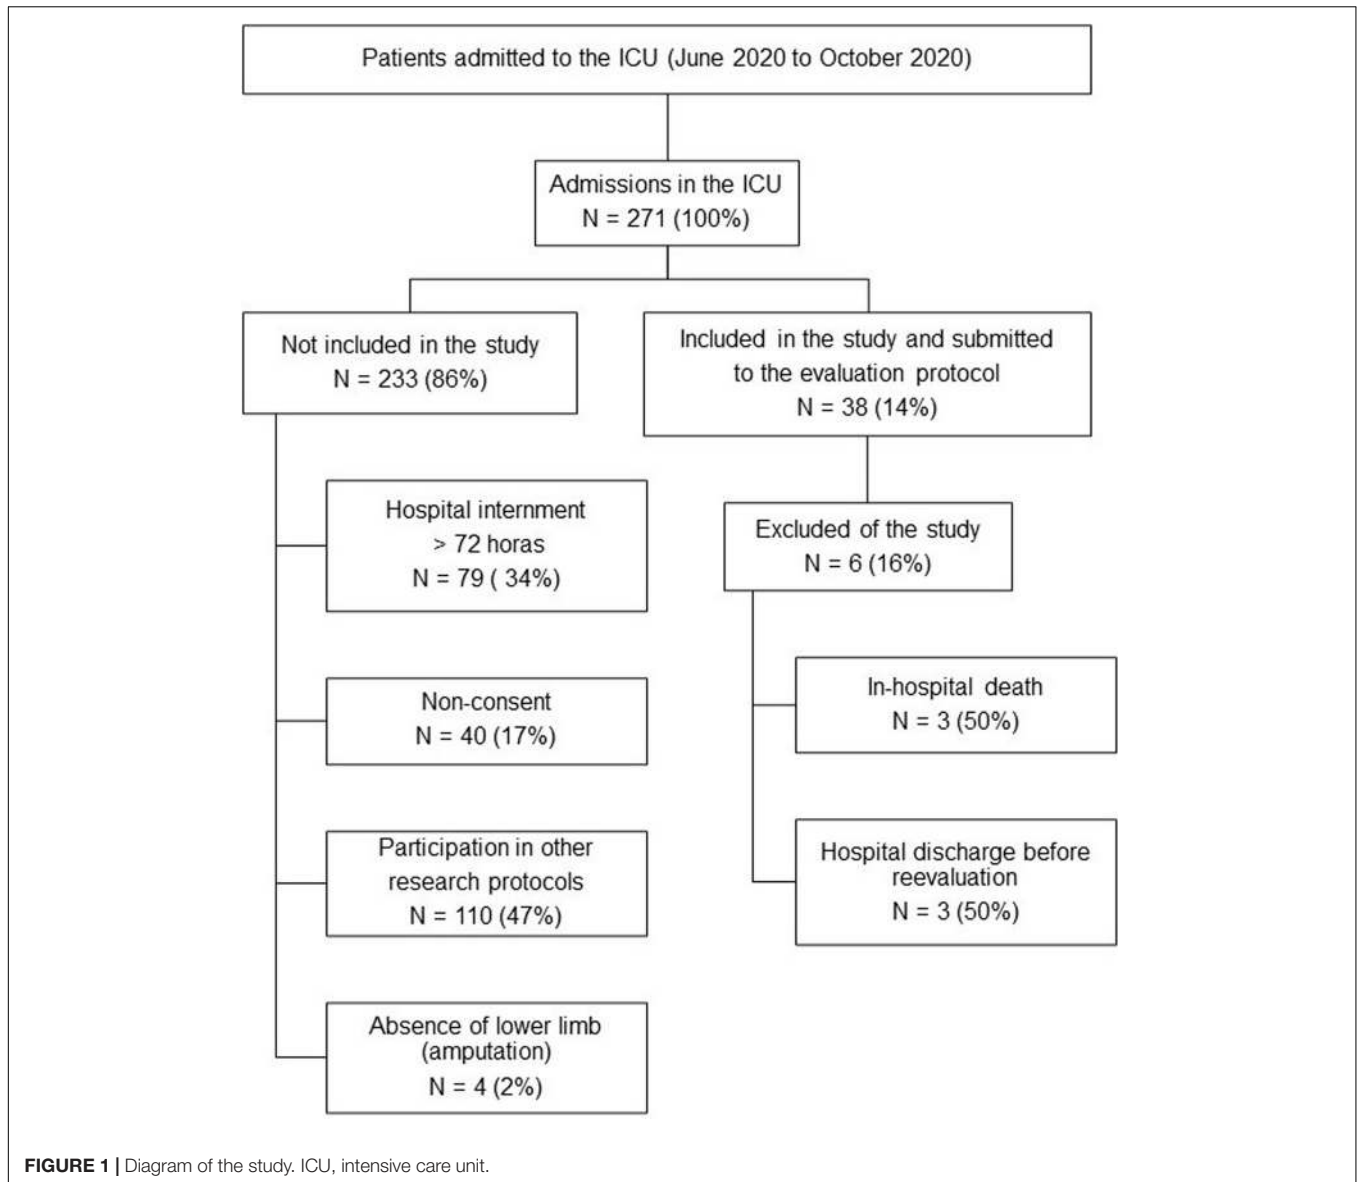 Patients admitted to the ICU (June 2020 to October 2020)
Admissions in the ICU
N = 271 (100%)
Not included in the study
N = 233 (86%)
Included in the study and submitted
to the evaluation protocol
N = 38 (14%)
Hospital internment
> 72 horas
N = 79 ( 34%)
Excluded of the study
N = 6 (16%)
Non-consent
N = 40 (17%)
In-hospital death
N = 3 (50%)
Participation in other
research protocols
N = 110 (47%)
Hospital discharge before
reevaluation
N = 3 (50%)
Absence of lower limb
(amputation)
N = 4 (2%)
FIGURE 1 | Diagram of the study. ICU, intensive care unit.